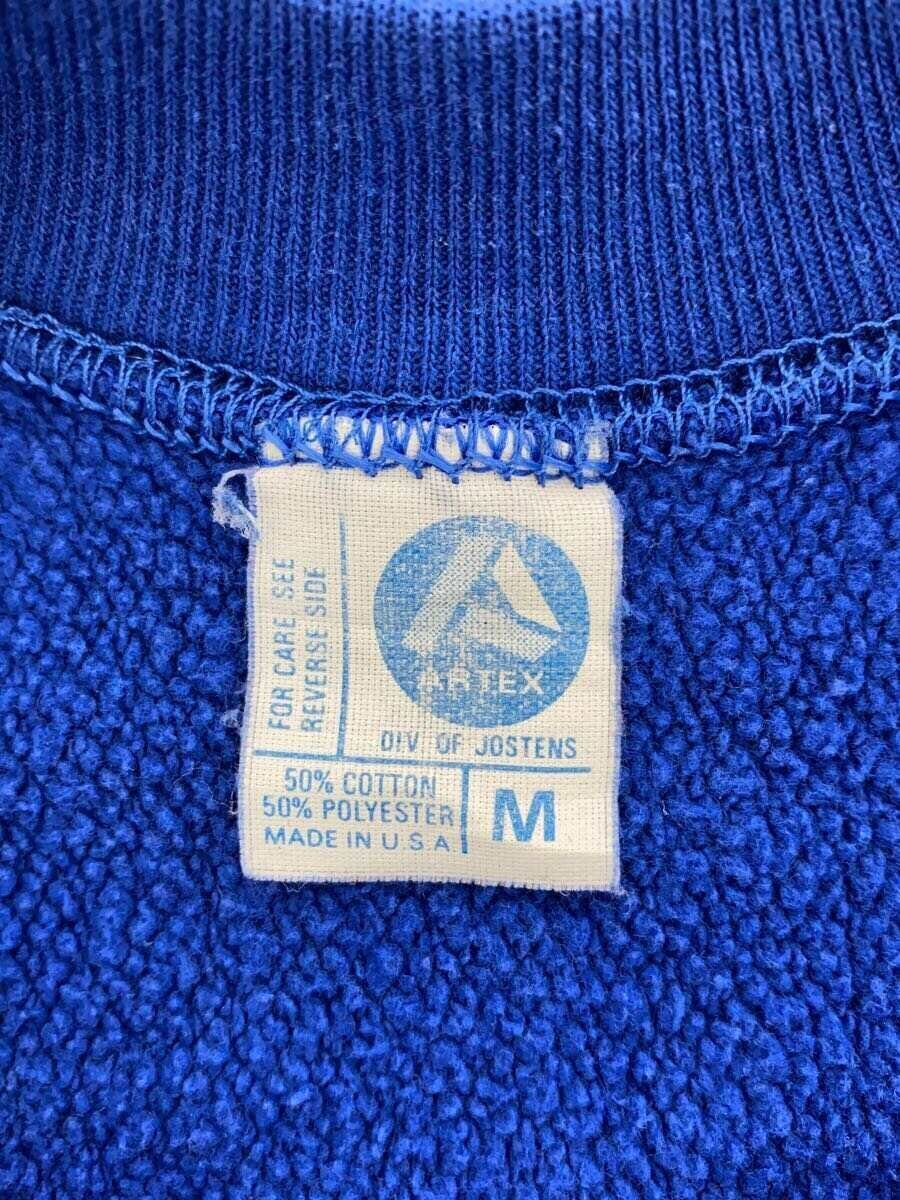 FOR CARE SEE
REVERSE SIDE
ARTEX
DIV. OF JOSTENS
50% COTTON
50% POLYESTER
MADE IN U S A
M